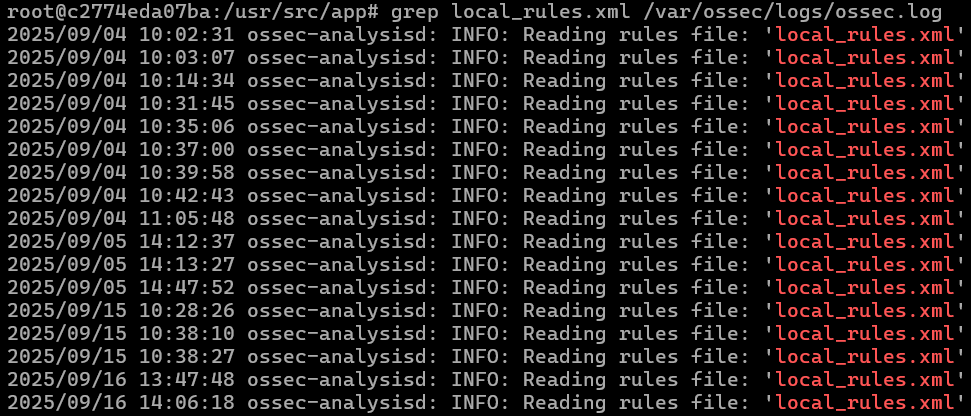 root@c2774eda07ba:/usr/src/app# grep local_rules.xml /var/ossec/logs/ossec.log
2025/09/04 10:02:31 ossec-analysisd: INFO: Reading rules file: 'local_rules.xml'
2025/09/04 10:03:07 ossec-analysisd: INFO: Reading rules file: 'local_rules.xml'
2025/09/04 10:14:34 ossec-analysisd: INFO: Reading rules file: 'local_rules.xml'
2025/09/04 10:31:45 ossec-analysisd: INFO: Reading rules file: 'local_rules.xml'
2025/09/04 10:35:06 ossec-analysisd: INFO: Reading rules file: 'local_rules.xml'
2025/09/04 10:37:00 ossec-analysisd: INFO: Reading rules file: 'local_rules.xml'
2025/09/04 10:39:58 ossec-analysisd: INFO: Reading rules file: 'local_rules.xml'
2025/09/04 10:42:43 ossec-analysisd: INFO: Reading rules file: 'local_rules.xml'
2025/09/04 11:05:48 ossec-analysisd: INFO: Reading rules file: 'local_rules.xml'
2025/09/05 14:12:37 ossec-analysisd: INFO: Reading rules file: 'local_rules.xml'
2025/09/05 14:13:27 ossec-analysisd: INFO: Reading rules file: 'local_rules.xml'
2025/09/05 14:47:52 ossec-analysisd: INFO: Reading rules file: 'local_rules.xml'
2025/09/15 10:28:26 ossec-analysisd: INFO: Reading rules file: 'local_rules.xml'
2025/09/15 10:38:10 ossec-analysisd: INFO: Reading rules file: 'local_rules.xml'
2025/09/15 10:38:27 ossec-analysisd: INFO: Reading rules file: 'local_rules.xml'
2025/09/16 13:47:48 ossec-analysisd: INFO: Reading rules file: 'local_rules.xml'
2025/09/16 14:06:18 ossec-analysisd: INFO: Reading rules file: 'local_rules.xml'